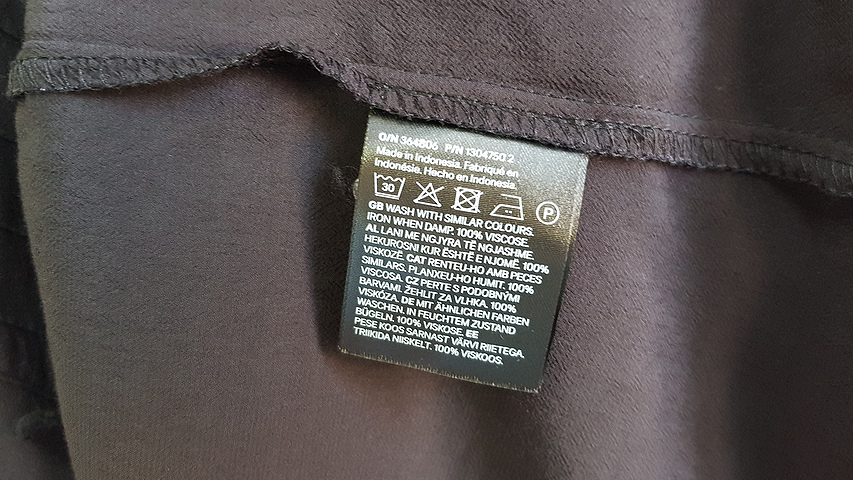 O/N 364806 P/N 1304750 2
Made in Indonesia. Fabriqué en
Indonésie. Hecho en Indonesia.
30 P
GB WASH WITH SIMILAR COLOURS.
IRON WHEN DAMP. 100% VISCOSE.
AL LANI ME NGJYRA TË NGJASHME.
HEKUROSNI KUR ËSHTË E NJOMË. 100%
VISKOZË. CAT RENTEU-HO AMB PECES
SIMILARS. PLANXEU-HO HUMIT. 100%
VISCOSA. CZ PERTE S PODOBNÝMI
BARVAMI. ŽEHLIT ZA VLHKA. 100%
VISKÓZA. DE MIT ÄHNLICHEN FARBEN
WASCHEN. IN FEUCHTEM ZUSTAND
BÜGELN. 100% VISKOSE. EE
PESE KOOS SARNAST VÄRVI RIIETEGA.
TRIIKIDA NIISKELT. 100% VISKOOS.